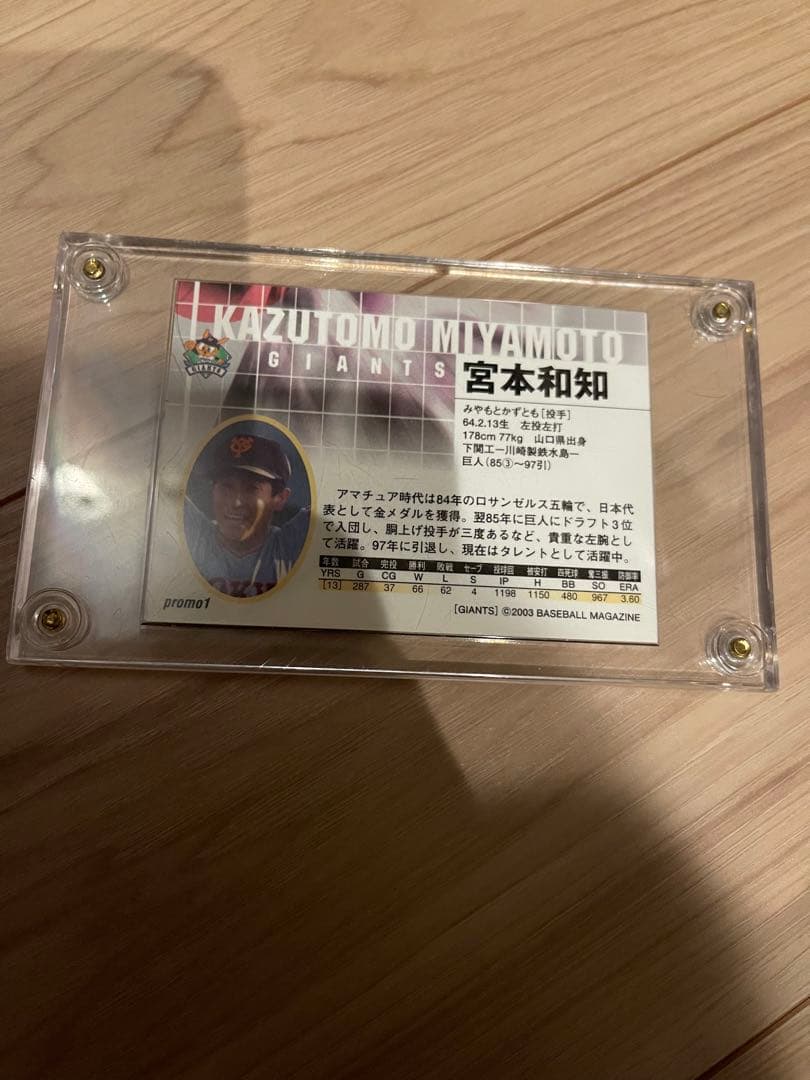 KAZUTOMO MIYAMOTO
GIANTS
GIANTS
宮本和知
みやもとかずとも[投手]
64.2.13生 左投左打
178cm 77kg 山口県出身
下関工ー川崎製鉄水島ー
巨人(85③〜97引)
アマチュア時代は84年のロサンゼルス五輪で、日本代
表として金メダルを獲得。翌85年に巨人にドラフト3位
で入団し、胴上げ投手が三度あるなど、貴重な左腕とし
て活躍。97年に引退し、現在はタレントとして活躍中。
年数 試合 完投 勝利 敗戦 セーブ 投球回 被安打 四死球 奪三振 防御率
YRS G CG W L S IP H BB SO ERA
[13] 287 37 66 62 4 1198 1150 480 967 3.60
promo1
[GIANTS] ©2003 BASEBALL MAGAZINE